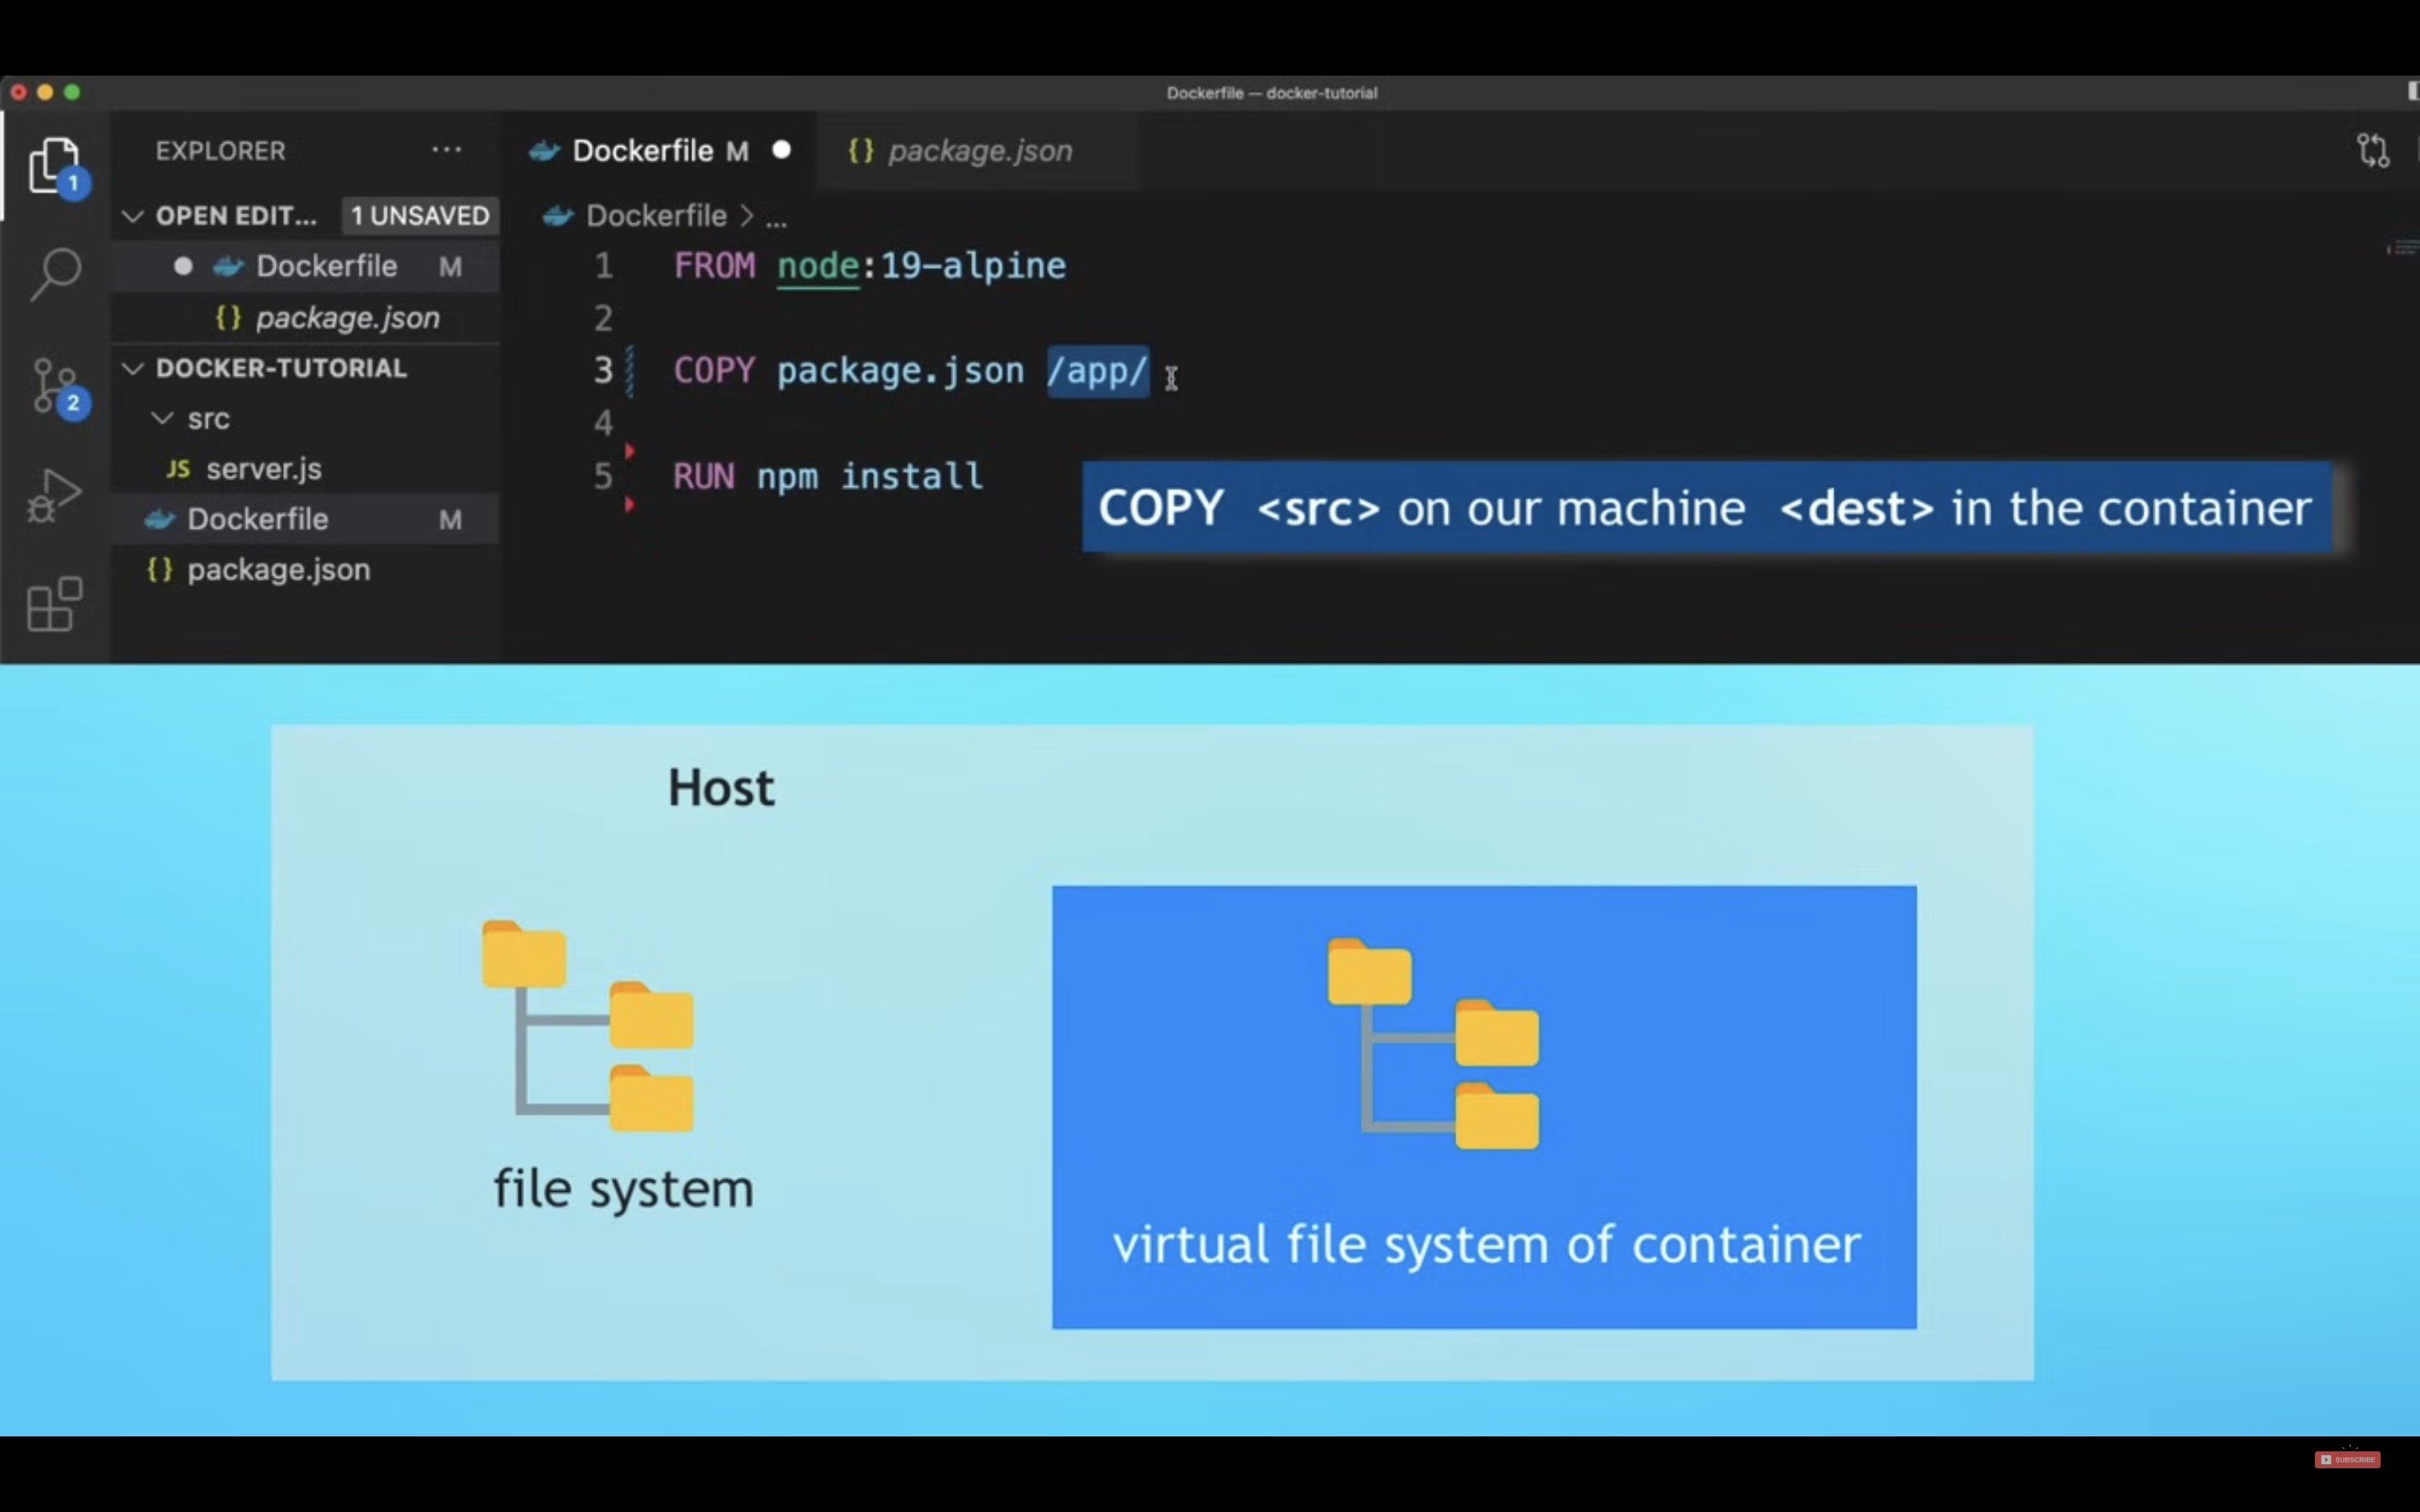 Dockerfile — docker-tutorial
EXPLORER ...
Dockerfile M
{} package.json
1
OPEN EDIT... 1 UNSAVED
Dockerfile > ...
Dockerfile M
{} package.json
DOCKER-TUTORIAL
src
JS server.js
Dockerfile M
{} package.json
2
1 FROM node:19-alpine
2
3 COPY package.json /app/
4
5 RUN npm install
COPY <src> on our machine <dest> in the container
Host
file system
virtual file system of container
SUBSCRIBE